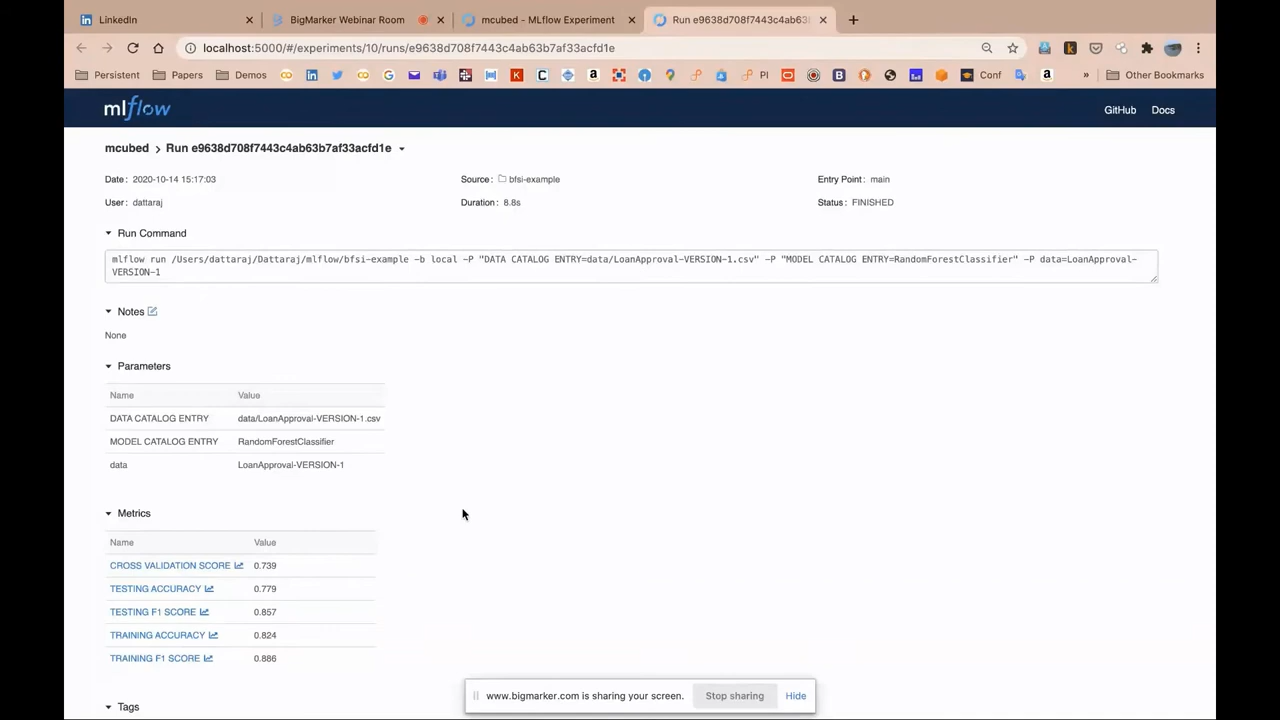 LinkedIn
BigMarker Webinar Room
mcubed - MLflow Experiment
Run e9638d708f7443c4ab63
localhost:5000/#/experiments/10/runs/e9638d708f7443c4ab63b7af33acfd1e
Persistent
Papers
Demos
PI
Conf
»
Other Bookmarks
mlflow
GitHub
Docs
mcubed > Run e9638d708f7443c4ab63b7af33acfd1e
Date: 2020-10-14 15:17:03
Source: bfsi-example
Entry Point: main
User: dattaraj
Duration: 8.8s
Status: FINISHED
Run Command
mlflow run /Users/dattaraj/Dattaraj/mlflow/bfsi-example -b local -P "DATA CATALOG ENTRY=data/LoanApproval-VERSION-1.csv" -P "MODEL CATALOG ENTRY=RandomForestClassifier" -P data=LoanApproval-
VERSION-1
Notes
None
Parameters
Name Value
DATA CATALOG ENTRY data/LoanApproval-VERSION-1.csv
MODEL CATALOG ENTRY RandomForestClassifier
data LoanApproval-VERSION-1
Metrics
Name Value
CROSS VALIDATION SCORE 0.739
TESTING ACCURACY 0.779
TESTING F1 SCORE 0.857
TRAINING ACCURACY 0.824
TRAINING F1 SCORE 0.886
www.bigmarker.com is sharing your screen. Stop sharing Hide
Tags